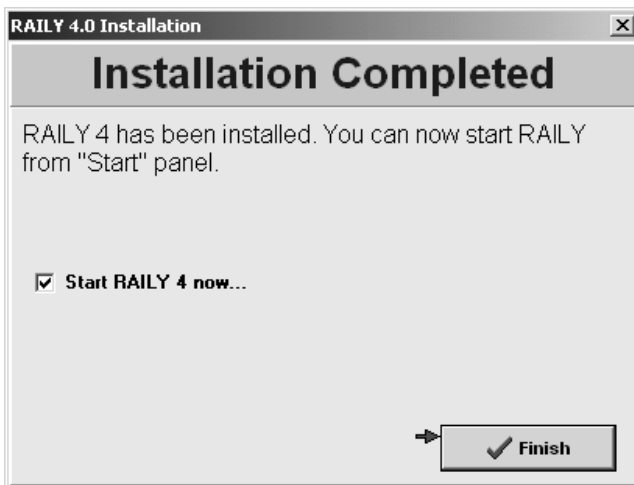 RAILY 4.0 Installation
Installation Completed
RAILY 4 has been installed. You can now start RAILY
from "Start" panel.
Start RAILY 4 now...
Finish